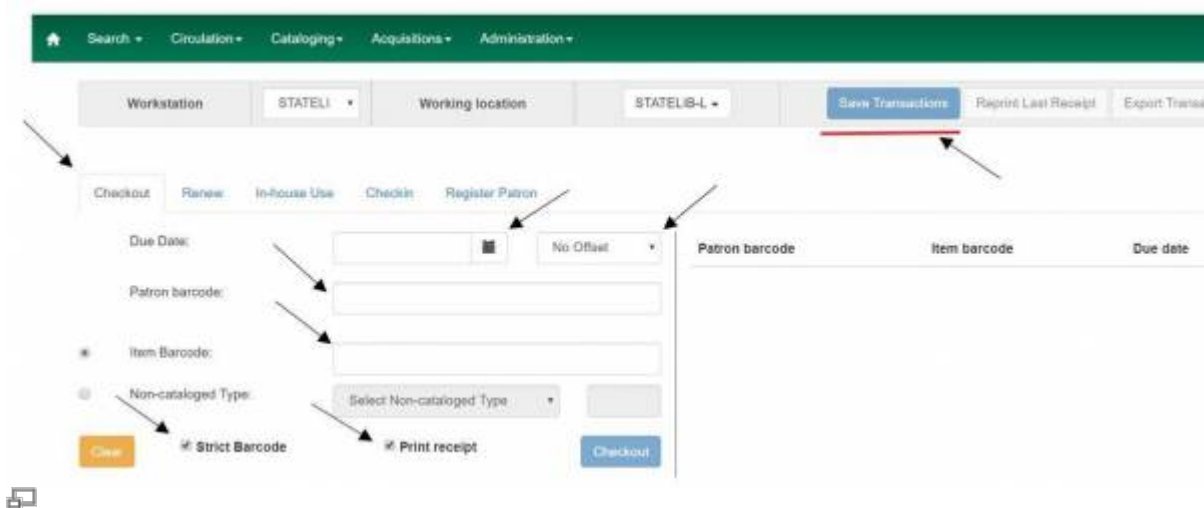 Search Circulation Cataloging Acquisitions Administration
Workstation STATELI Working location STATELIB-L Save Transactions Reprint Last Receipt Export Transa
Checkout Renew In-house Use Checkin Register Patron
Due Date: No Offset Patron barcode Item barcode Due date
Patron barcode:
Item Barcode:
Non-cataloged Type: Select Non-cataloged Type
Clear Strict Barcode Print receipt Checkout